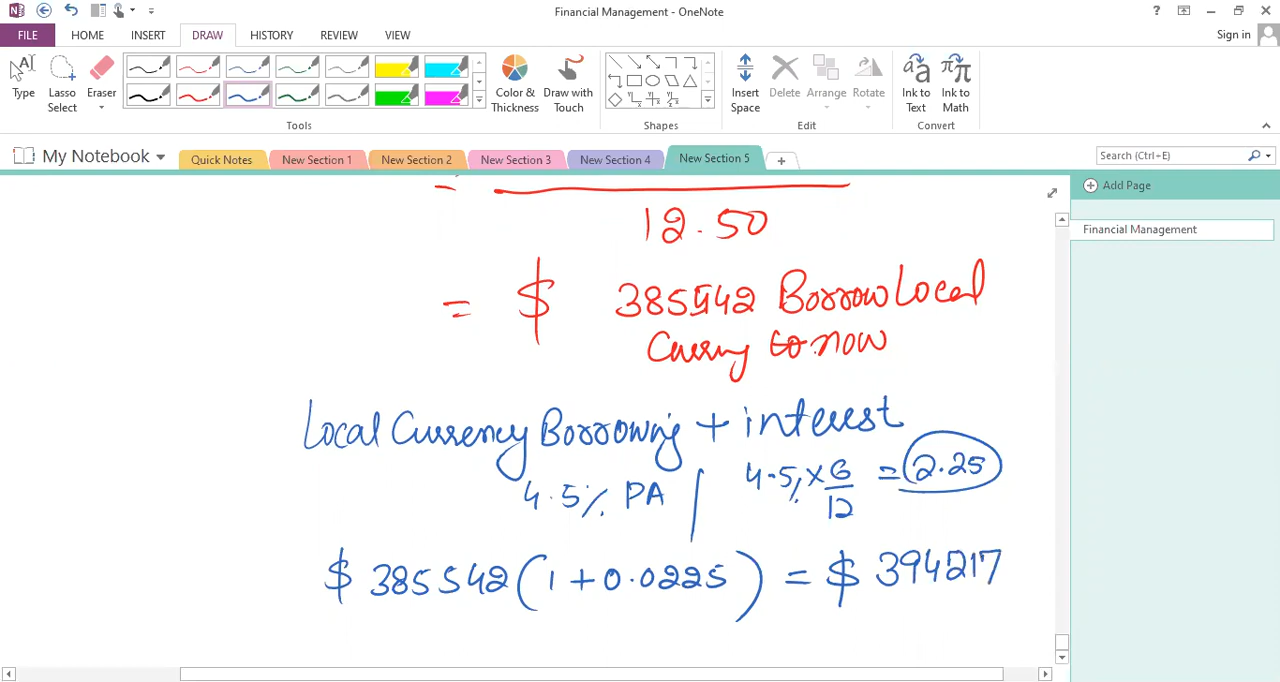 Financial Management - OneNote
?
FILE HOME INSERT DRAW HISTORY REVIEW VIEW
Sign in
Type
Lasso Select
Eraser
Color & Thickness
Draw with Touch
Insert Space
Delete
Arrange
Rotate
Ink to Text
Ink to Math
Tools
Shapes
Edit
Convert
My Notebook
Quick Notes
New Section 1
New Section 2
New Section 3
New Section 4
New Section 5
Search (Ctrl+E)
Add Page
Financial Management
=
12.50
= $ 385542 Borrow Local
now
Local Currency Borrowing + interest
4.5% PA | 4.5% × 6/12 = 2.25
$ 385542 (1 + 0.0225) = $ 394217